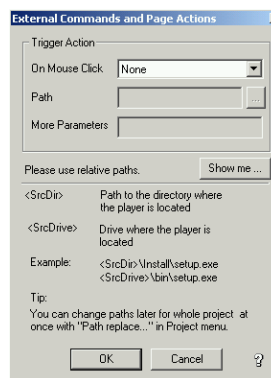 External Commands and Page Actions
Trigger Action
On Mouse Click None
Path ...
More Parameters
Please use relative paths. Show me ...
<SrcDir> Path to the directory where
the player is located
<SrcDrive> Drive where the player is
located
Example: <SrcDir>\Install\setup.exe
<SrcDrive>\bin\setup.exe
Tip:
You can change paths later for whole project at
once with "Path replace..." in Project menu.
OK Cancel ?